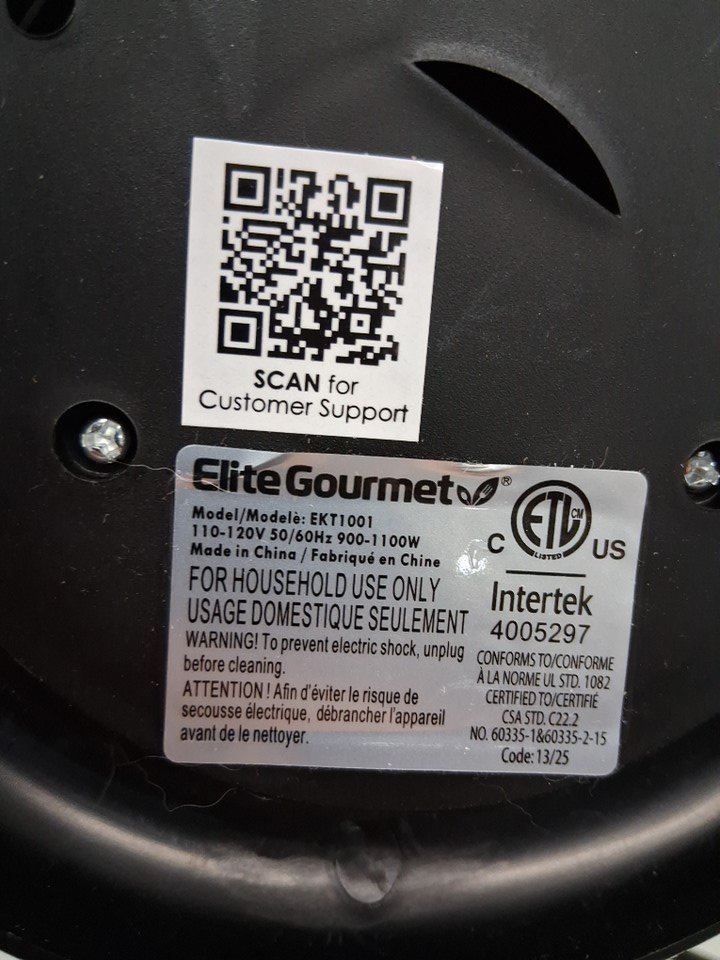 SCAN for
Customer Support
Elite Gourmet®
Model/Modelè: EKT1001
110-120V 50/60Hz 900-1100W
Made in China / Fabriqué en Chine
FOR HOUSEHOLD USE ONLY
USAGE DOMESTIQUE SEULEMENT
WARNING! To prevent electric shock, unplug
before cleaning.
ATTENTION ! Afin d'éviter le risque de
secousse électrique, débrancher l'appareil
avant de le nettoyer.
ETL CM
LISTED
C US
Intertek
4005297
CONFORMS TO/CONFORME
À LA NORME UL STD. 1082
CERTIFIED TO/CERTIFIÉ
CSA STD. C22.2
NO. 60335-1&60335-2-15
Code: 13/25